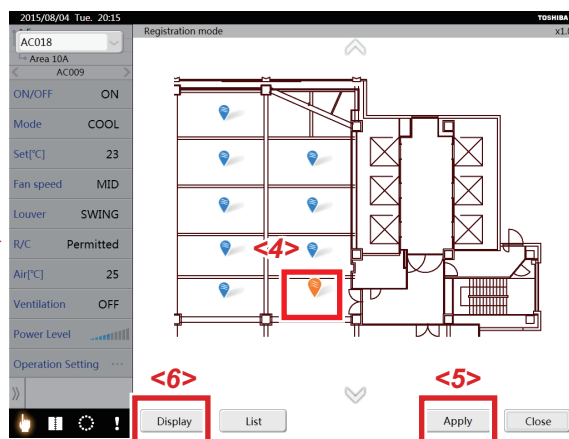 2015/08/04 Tue. 20:15
TOSHIBA
Registration mode
x1.0
AC018
Area 10A
AC009
ON/OFF ON
Mode COOL
Set[°C] 23
Fan speed MID
Louver SWING
R/C Permitted
Air[°C] 25
Ventilation OFF
Power Level
Operation Setting ...
<4>
<6>
<5>
Display
List
Apply
Close